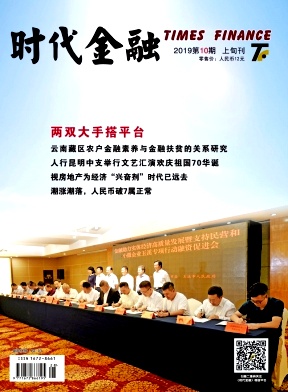 时代金融
TIMES FINANCE
2019第10期 上旬刊
零售价：人民币12元
两双大手搭平台
云南藏区农户金融素养与金融扶贫的关系研究
人行昆明中支举行文艺汇演欢庆祖国70华诞
视房地产为经济“兴奋剂”时代已远去
潮涨潮落，人民币破7属正常
ISSN 1672-8661